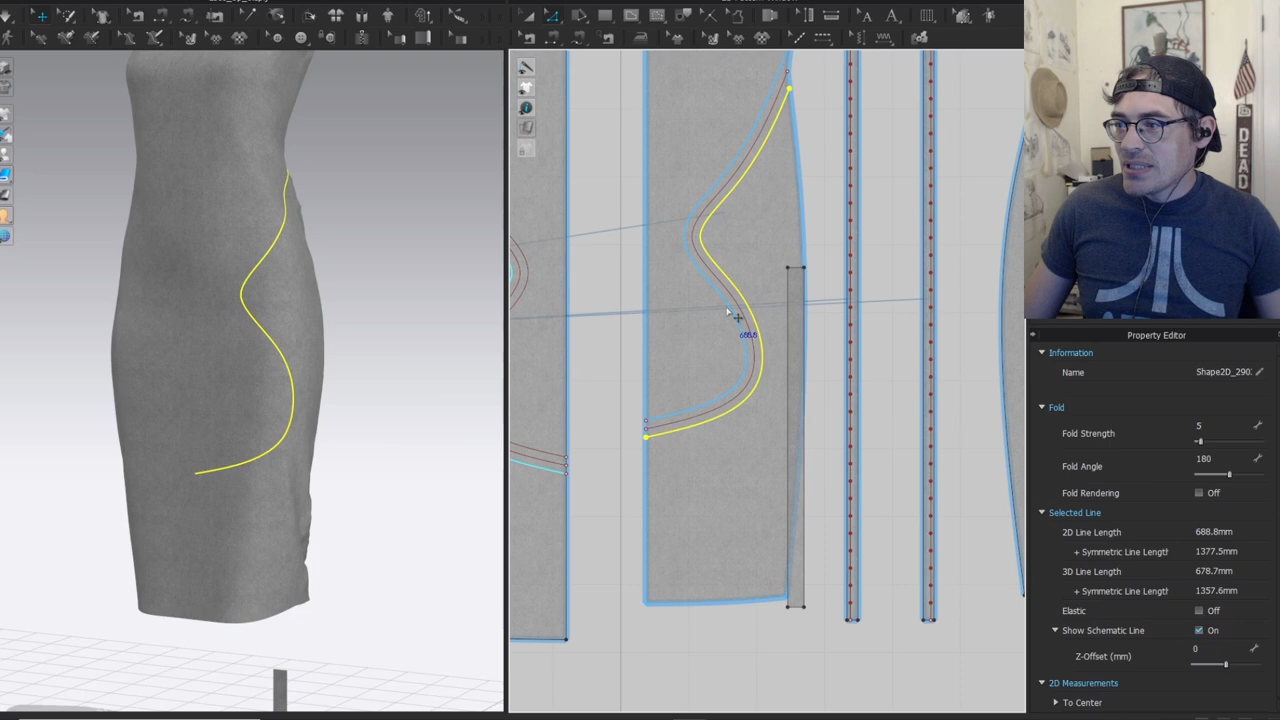 Property Editor
Information
Name
Shape2D_290
Fold
Fold Strength
5
Fold Angle
180
Fold Rendering
Off
Selected Line
2D Line Length
688.8mm
+ Symmetric Line Length
1377.5mm
3D Line Length
678.7mm
+ Symmetric Line Length
1357.6mm
Elastic
Off
Show Schematic Line
On
Z-Offset (mm)
0
2D Measurements
To Center
DEAD